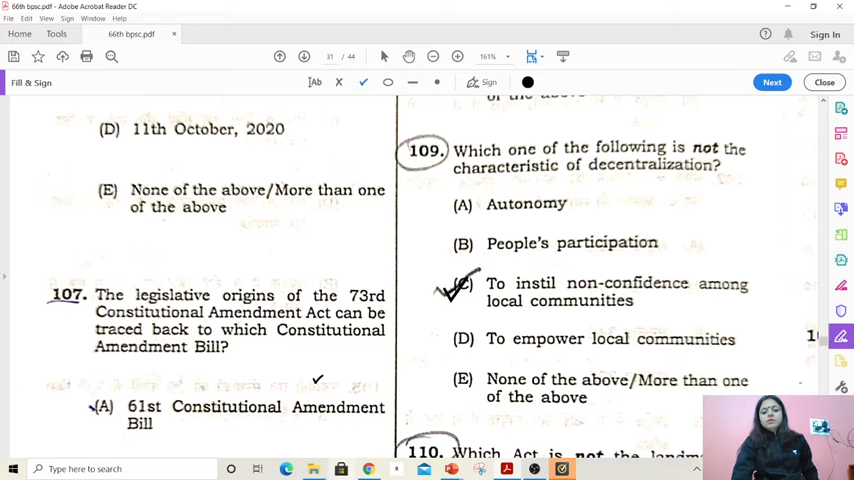 66th bpsc.pdf - Adobe Acrobat Reader DC
File Edit View Sign Window Help
Home Tools 66th bpsc.pdf × Sign In
31 / 44 161%
Fill & Sign Ab Sign Next Close
(D) 11th October, 2020
(E) None of the above/More than one
of the above
107. The legislative origins of the 73rd
Constitutional Amendment Act can be
traced back to which Constitutional
Amendment Bill?
(A) 61st Constitutional Amendment
Bill
of the above
109. Which one of the following is not the
characteristic of decentralization?
(A) Autonomy
(B) People's participation
(C) To instil non-confidence among
local communities
(D) To empower local communities
(E) None of the above/More than one
of the above
110. Which Act is not the
Type here to search